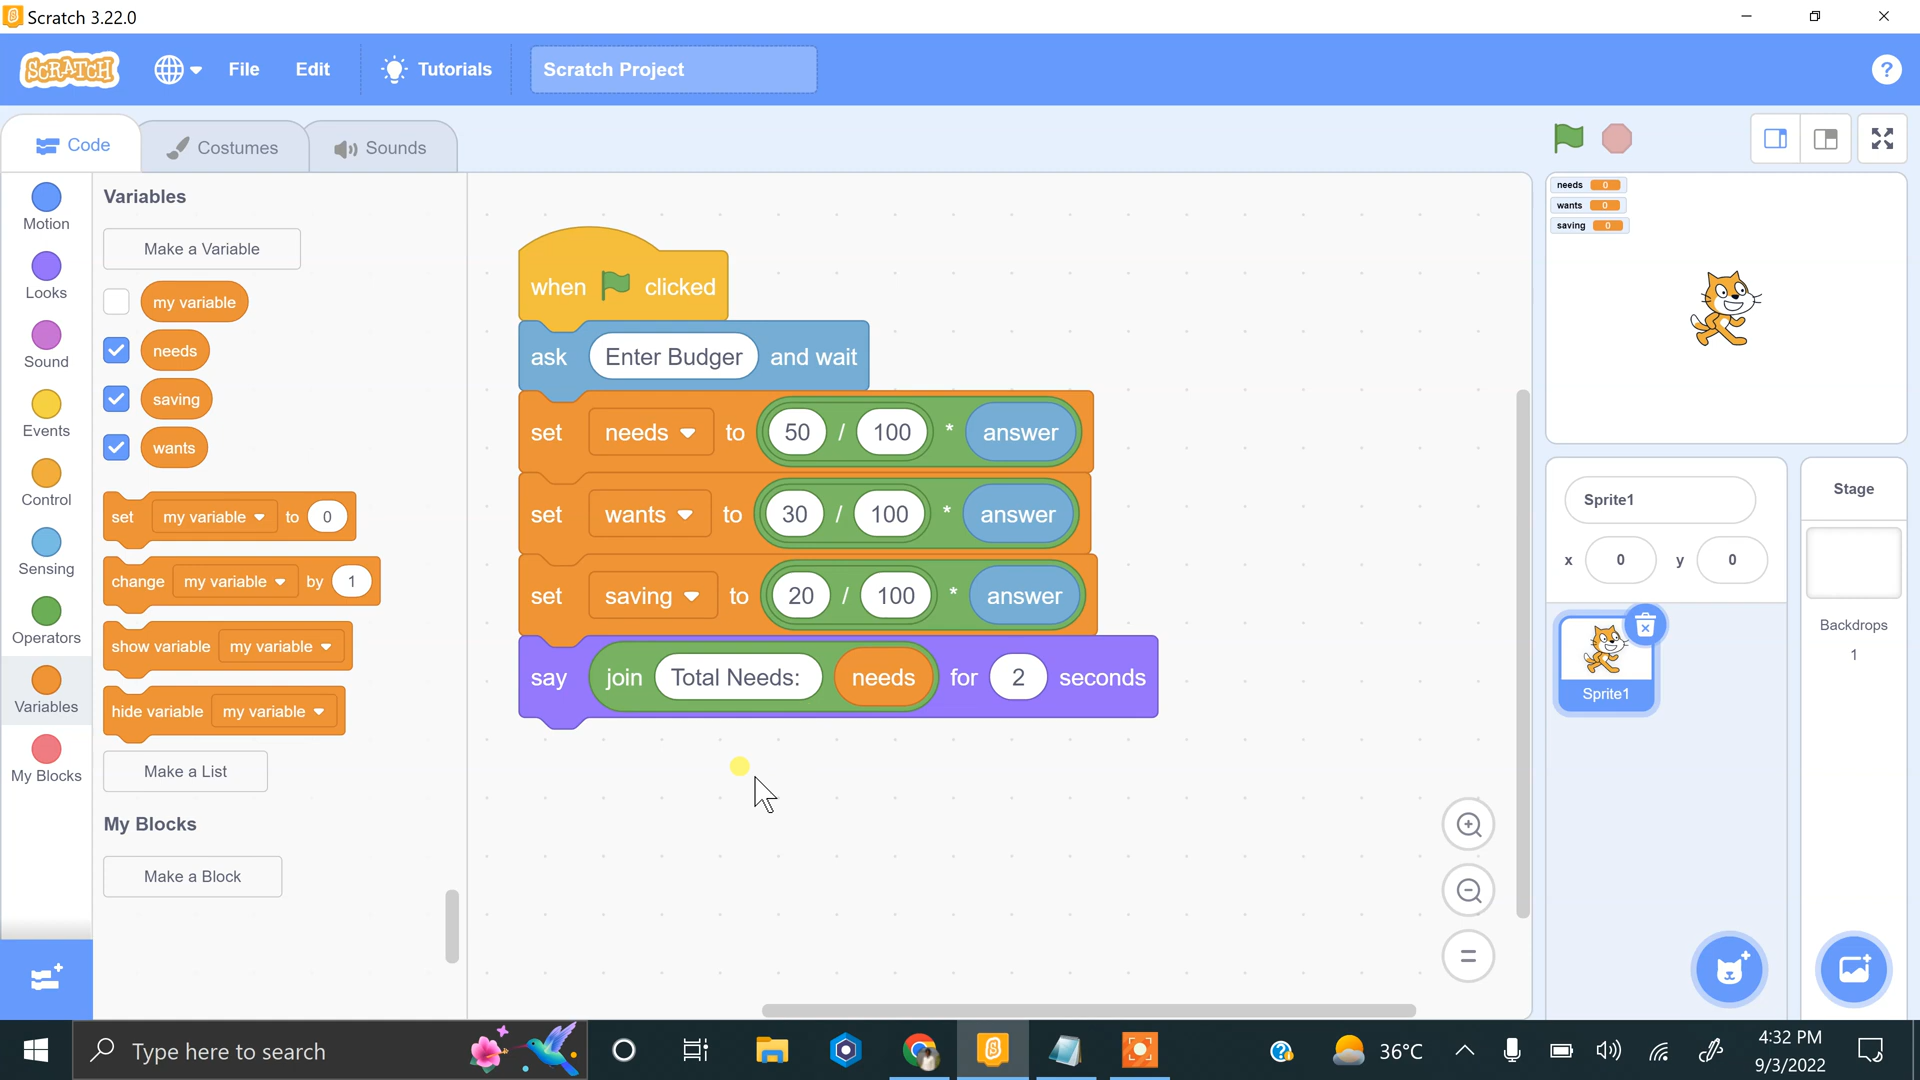 Scratch 3.22.0
SCRATCH File Edit Tutorials Scratch Project ?
Code Costumes Sounds
Motion
Looks
Sound
Events
Control
Sensing
Operators
Variables
My Blocks
Variables
Make a Variable
my variable
needs
saving
wants
set my variable to 0
change my variable by 1
show variable my variable
hide variable my variable
Make a List
My Blocks
Make a Block
when clicked
ask Enter Budger and wait
set needs to 50 / 100 * answer
set wants to 30 / 100 * answer
set saving to 20 / 100 * answer
say join Total Needs: needs for 2 seconds
needs 0
wants 0
saving 0
Sprite1
x 0 y 0
Sprite1
Stage
Backdrops
1
Type here to search
36°C
4:32 PM
9/3/2022